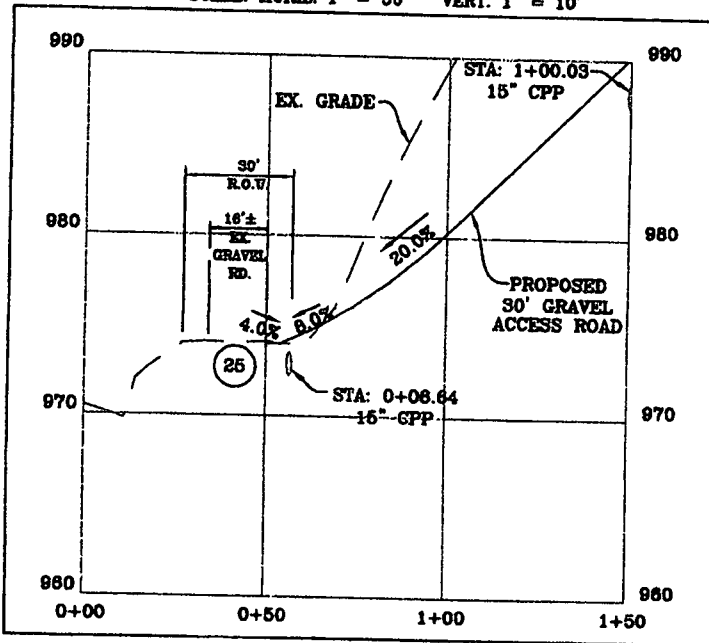 990
990
STA: 1+00.03
15" CPP
EX. GRADE
30'
R.O.W.
980
16'±
EX.
GRAVEL
RD.
20.0%
980
PROPOSED
30' GRAVEL
ACCESS ROAD
4.0%
25
STA: 0+06.64
15" CPP
970
970
960
960
0+00
0+50
1+00
1+50